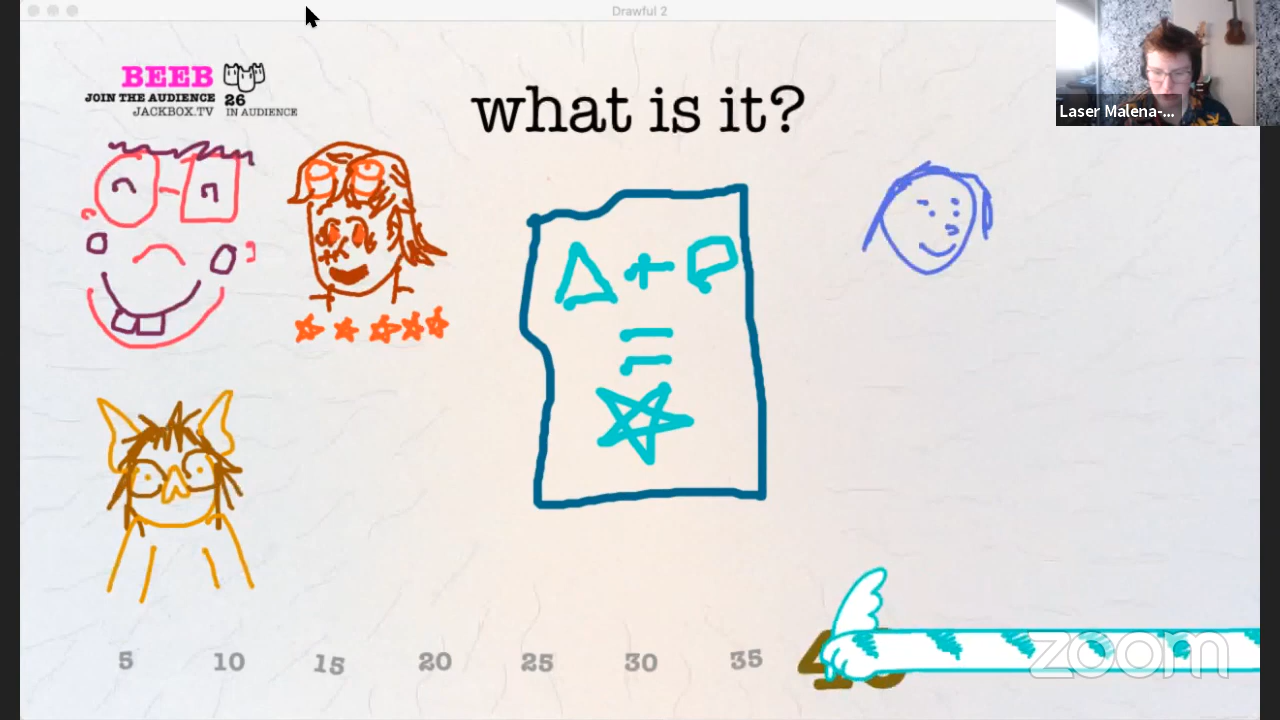 Drawful 2
BEEB
JOIN THE AUDIENCE
JACKBOX.TV
26
IN AUDIENCE
what is it?
Laser Malena-...
5 10 15 20 25 30 35
zoom